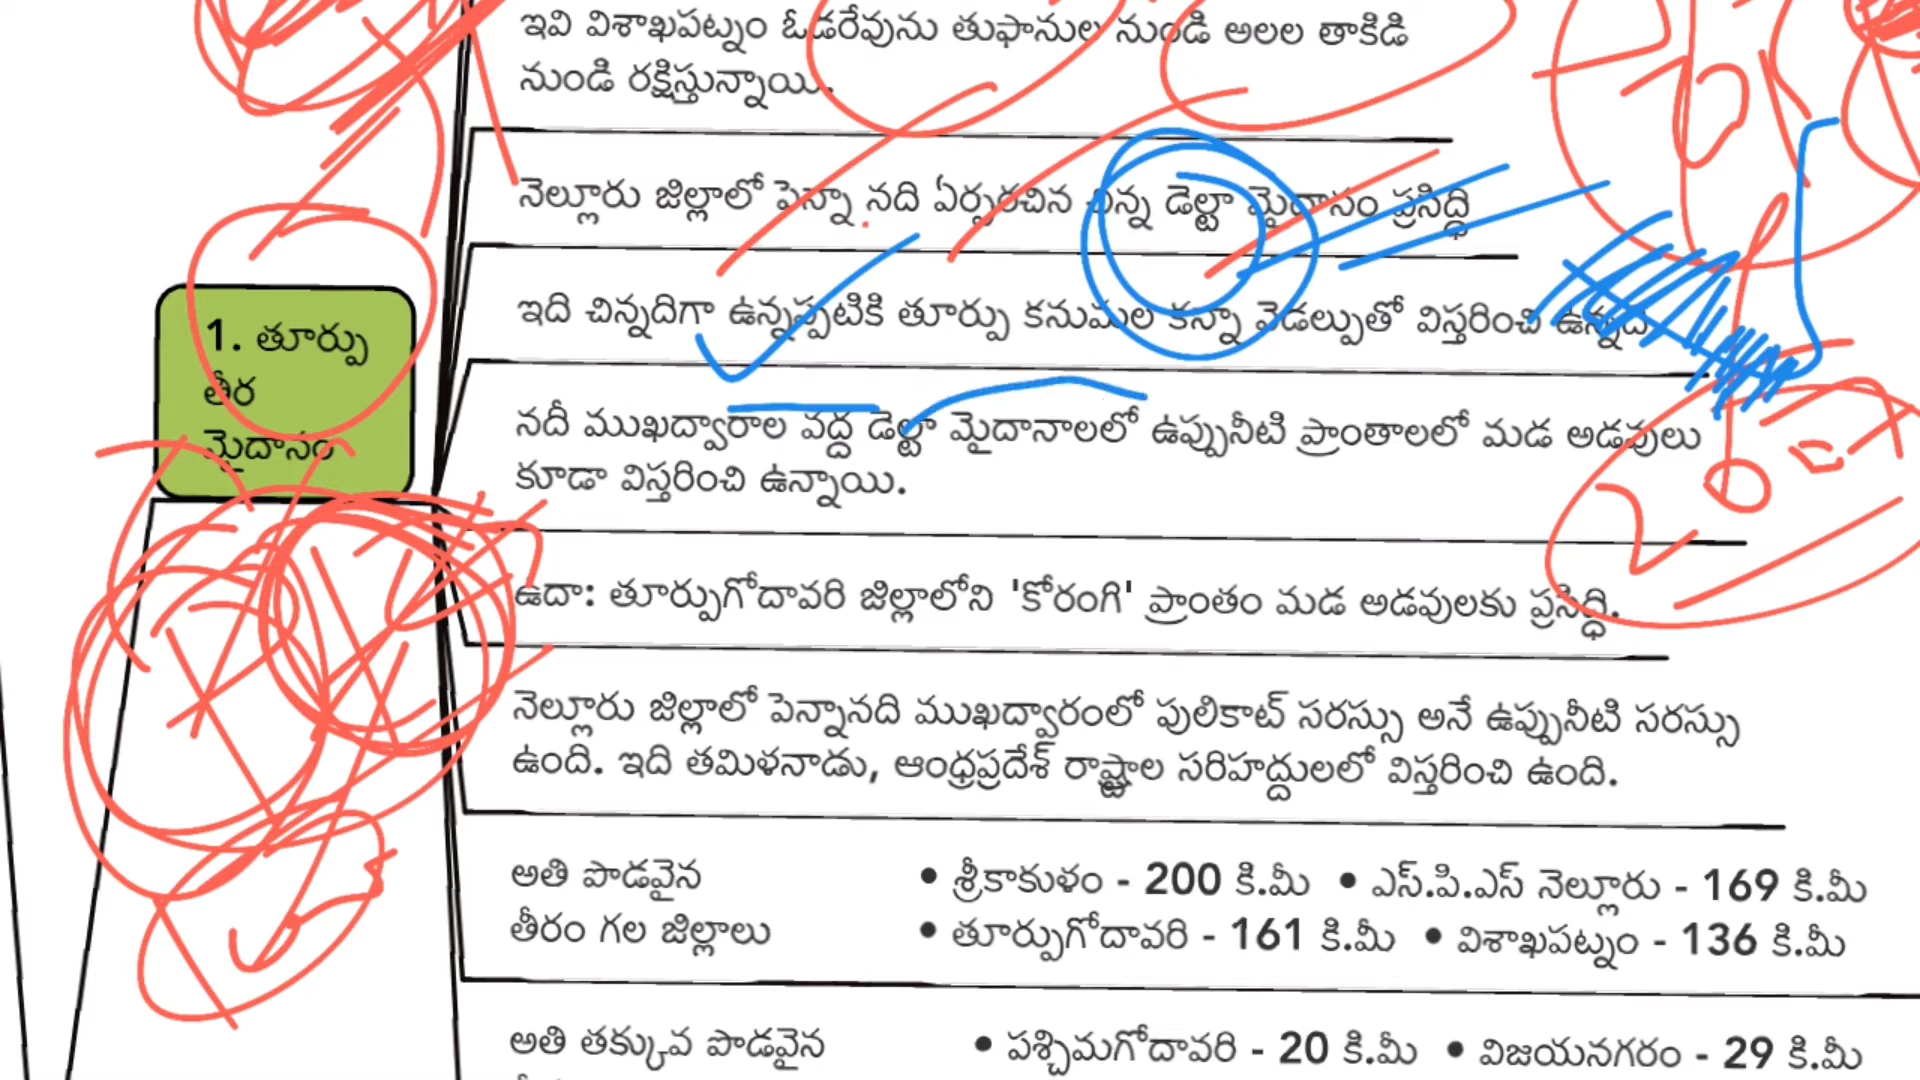 ఇవి విశాఖపట్నం ఓడరేవును తుఫానుల నుండి అలల తాకిడి
నుండి రక్షిస్తున్నాయి.
నెల్లూరు జిల్లాలో పెన్నా నది ఏర్పరచిన చిన్న డెల్టా మైదానం ప్రసిద్ధి
ఇది చిన్నదిగా ఉన్నప్పటికి తూర్పు కనుమల కన్నా వెడల్పుతో విస్తరించి ఉన్నది
1. తూర్పు
తీర
మైదానం
నదీ ముఖద్వారాల వద్ద డెల్టా మైదానాలలో ఉప్పునీటి ప్రాంతాలలో మడ అడవులు
కూడా విస్తరించి ఉన్నాయి.
ఉదా: తూర్పుగోదావరి జిల్లాలోని 'కోరంగి' ప్రాంతం మడ అడవులకు ప్రసిద్ధి.
నెల్లూరు జిల్లాలో పెన్నానది ముఖద్వారంలో పులికాట్ సరస్సు అనే ఉప్పునీటి సరస్సు
ఉంది. ఇది తమిళనాడు, ఆంధ్రప్రదేశ్ రాష్ట్రాల సరిహద్దులలో విస్తరించి ఉంది.
అతి పొడవైన • శ్రీకాకుళం - 200 కి.మీ • ఎస్.పి.ఎస్ నెల్లూరు - 169 కి.మీ
తీరం గల జిల్లాలు • తూర్పుగోదావరి - 161 కి.మీ • విశాఖపట్నం - 136 కి.మీ
అతి తక్కువ పొడవైన • పశ్చిమగోదావరి - 20 కి.మీ • విజయనగరం - 29 కి.మీ